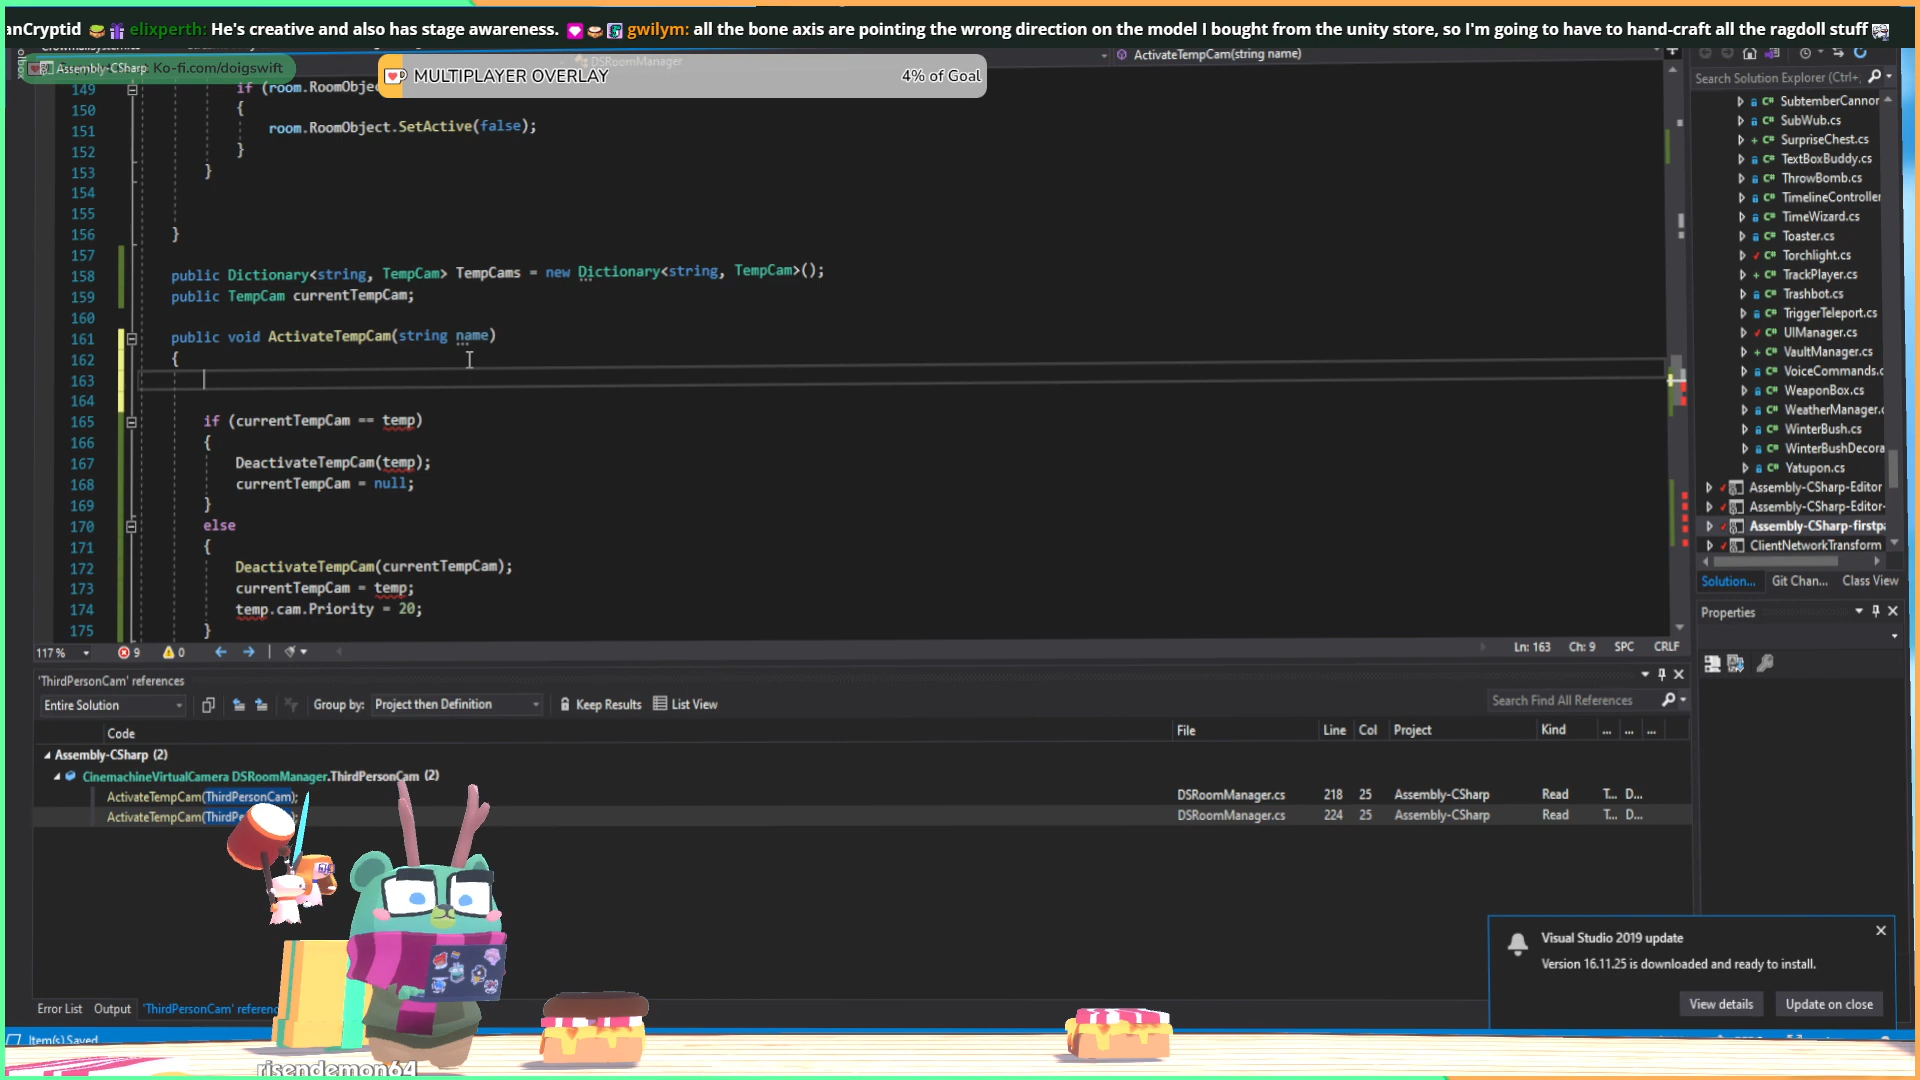 anCryptid elixperth: He's creative and also has stage awareness. gwilym: all the bone axis are pointing the wrong direction on the model I bought from the unity store, so I'm going to have to hand-craft all the ragdoll stuff
Assembly-CSharp Ko-fi.com/doigswift
MULTIPLAYER OVERLAY 4% of Goal
DSRoomManager
ActivateTempCam(string name)
149 if (room.RoomObjec
150 {
151 room.RoomObject.SetActive(false);
152 }
153 }
154
155
156 }
157
158 public Dictionary<string, TempCam> TempCams = new Dictionary<string, TempCam>();
159 public TempCam currentTempCam;
160
161 public void ActivateTempCam(string name)
162 {
163
164
165 if (currentTempCam == temp)
166 {
167 DeactivateTempCam(temp);
168 currentTempCam = null;
169 }
170 else
171 {
172 DeactivateTempCam(currentTempCam);
173 currentTempCam = temp;
174 temp.cam.Priority = 20;
175 }
117 % 9 0 Ln: 163 Ch: 9 SPC CRLF
Search Solution Explorer (Ctrl+;
SubtemberCannor
SubWub.cs
SurpriseChest.cs
TextBoxBuddy.cs
ThrowBomb.cs
TimelineController
TimeWizard.cs
Toaster.cs
Torchlight.cs
TrackPlayer.cs
Trashbot.cs
TriggerTeleport.cs
UIManager.cs
VaultManager.cs
VoiceCommands.c
WeaponBox.cs
WeatherManager.c
WinterBush.cs
WinterBushDecora
Yatupon.cs
Assembly-CSharp-Editor
Assembly-CSharp-Editor-
Assembly-CSharp-firstpa
ClientNetworkTransform
Solution... Git Chan... Class View
Properties
'ThirdPersonCam' references
Entire Solution Group by: Project then Definition Keep Results List View Search Find All References
Code File Line Col Project Kind ... ... ...
Assembly-CSharp (2)
CinemachineVirtualCamera DSRoomManager.ThirdPersonCam (2)
ActivateTempCam(ThirdPersonCam); DSRoomManager.cs 218 25 Assembly-CSharp Read T... D...
ActivateTempCam(ThirdPe DSRoomManager.cs 224 25 Assembly-CSharp Read T... D...
Visual Studio 2019 update
Version 16.11.25 is downloaded and ready to install.
View details Update on close
Error List Output 'ThirdPersonCam' referenc
Item(s) Saved
risendemon64